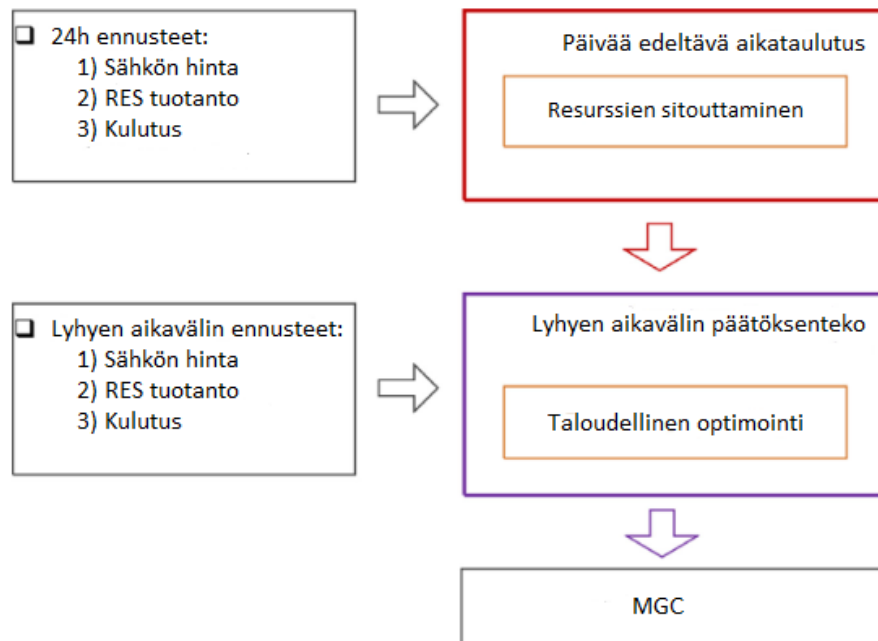 24h ennusteet:
1) Sähkön hinta
2) RES tuotanto
3) Kulutus
Päivää edeltävä aikataulutus
Resurssien sitouttaminen
Lyhyen aikavälin ennusteet:
1) Sähkön hinta
2) RES tuotanto
3) Kulutus
Lyhyen aikavälin päätöksenteko
Taloudellinen optimointi
MGC